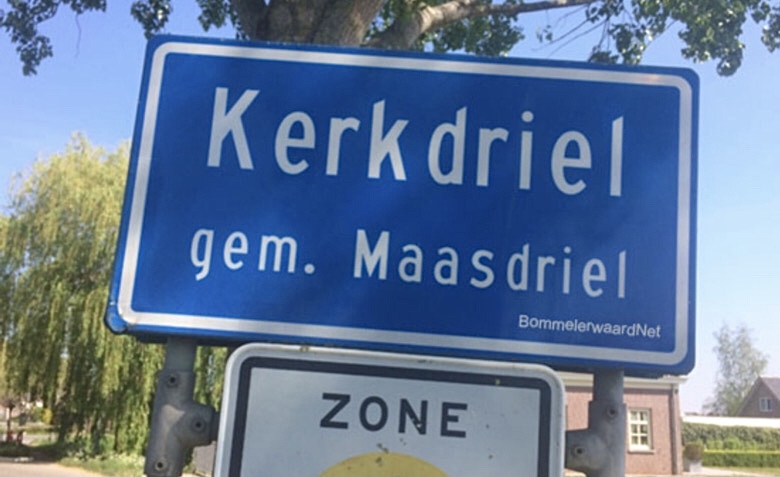 Kerkdriel
gem. Maasdriel
BommelerwaardNet
ZONE